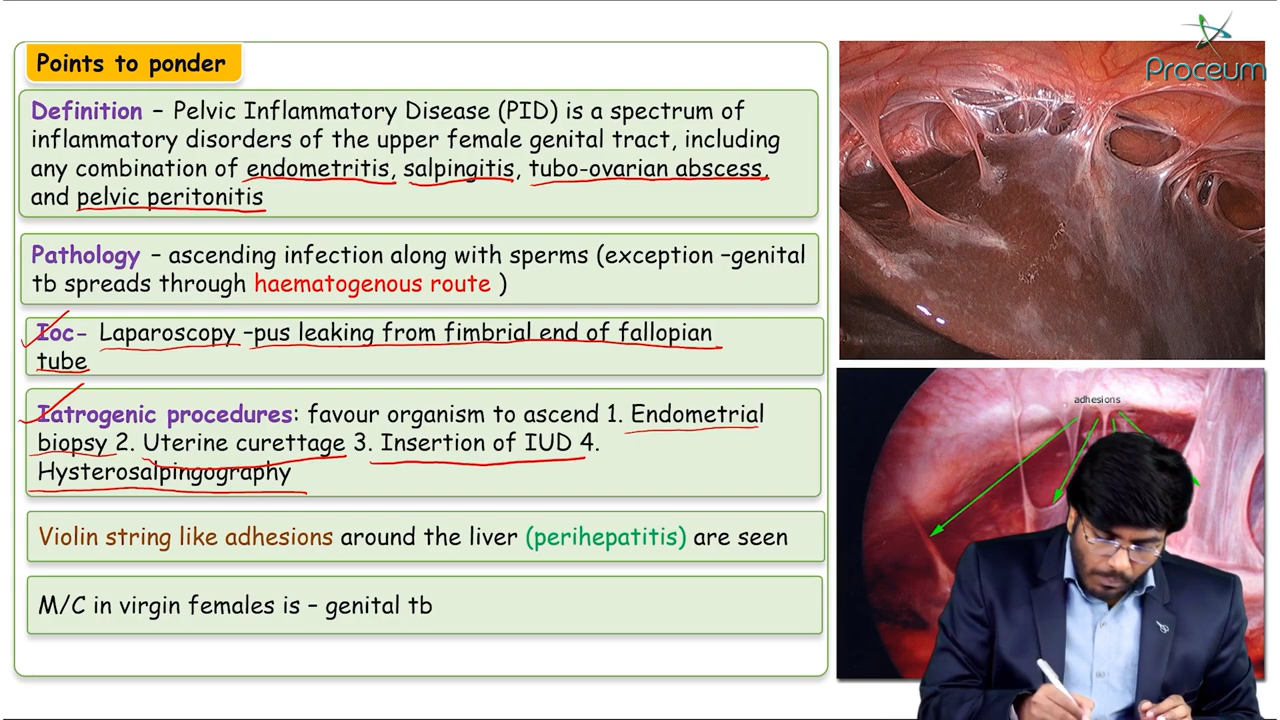 Points to ponder
Definition – Pelvic Inflammatory Disease (PID) is a spectrum of
inflammatory disorders of the upper female genital tract, including
any combination of endometritis, salpingitis, tubo-ovarian abscess,
and pelvic peritonitis
Pathology – ascending infection along with sperms (exception –genital
tb spreads through haematogenous route )
Ioc- Laparoscopy –pus leaking from fimbrial end of fallopian
tube
Iatrogenic procedures: favour organism to ascend 1. Endometrial
biopsy 2. Uterine curettage 3. Insertion of IUD 4.
Hysterosalpingography
Violin string like adhesions around the liver (perihepatitis) are seen
M/C in virgin females is – genital tb
Proceum
adhesions